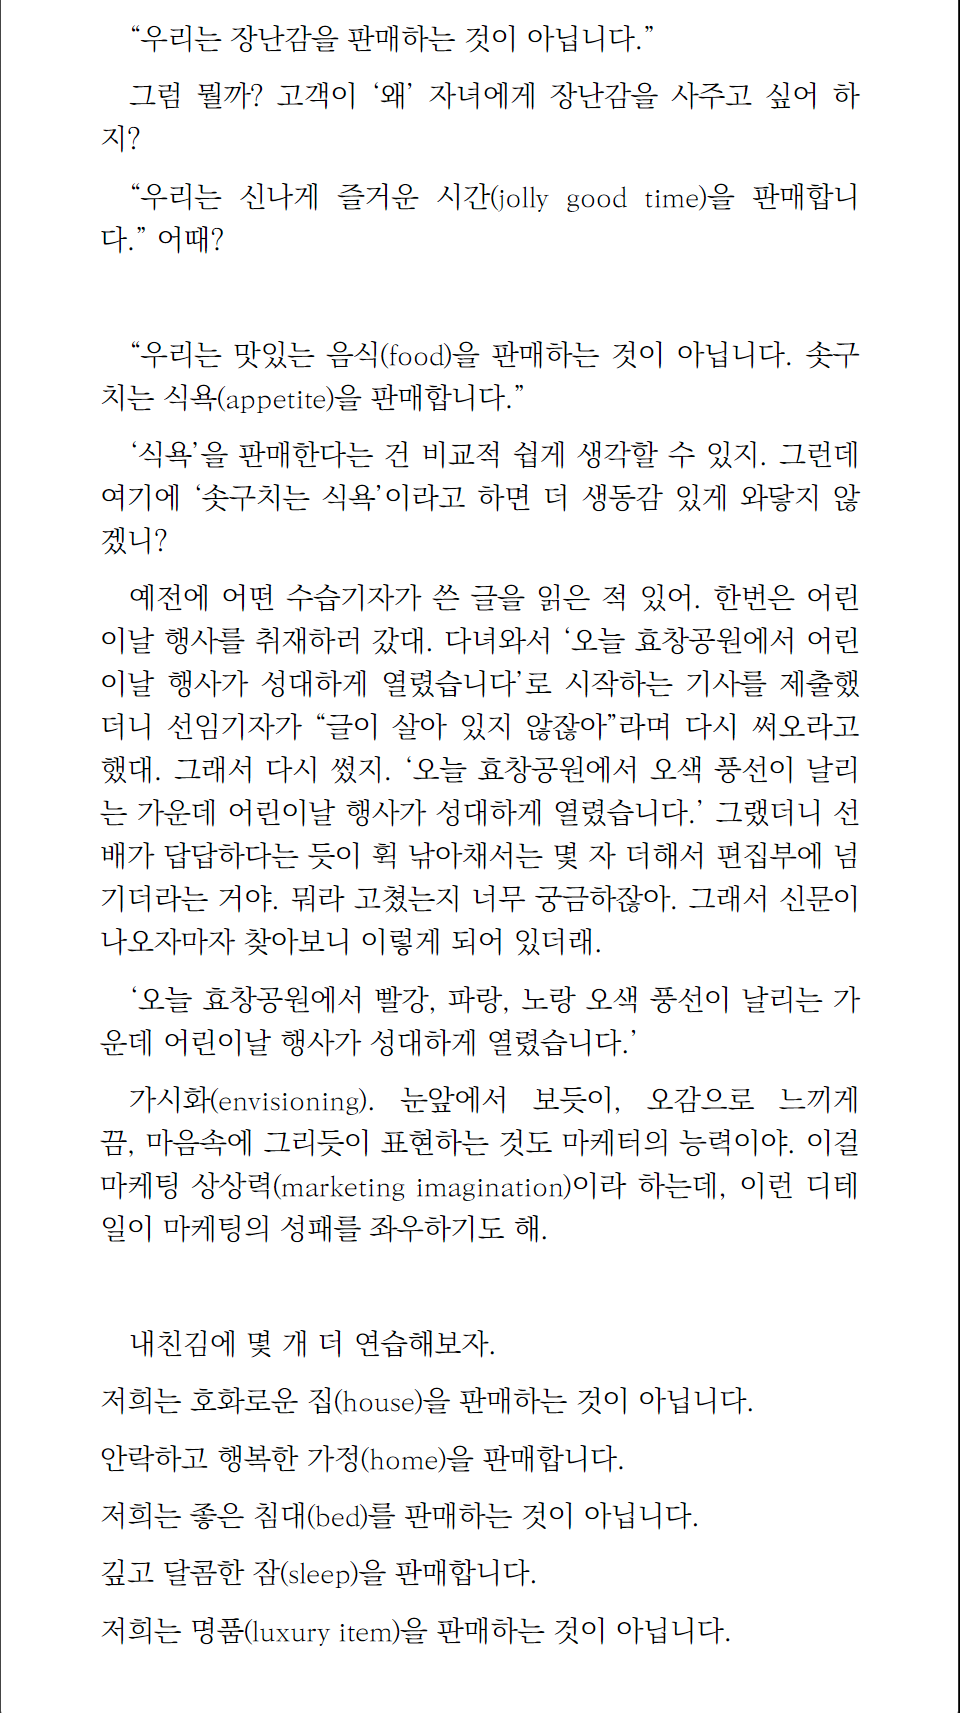 “우리는 장난감을 판매하는 것이 아닙니다.”
그럼 뭘까? 고객이 ‘왜’ 자녀에게 장난감을 사주고 싶어 하
지?
“우리는 신나게 즐거운 시간(jolly good time)을 판매합니
다.” 어때?
“우리는 맛있는 음식(food)을 판매하는 것이 아닙니다. 솟구
치는 식욕(appetite)을 판매합니다.”
‘식욕’을 판매한다는 건 비교적 쉽게 생각할 수 있지. 그런데
여기에 ‘솟구치는 식욕’이라고 하면 더 생동감 있게 와닿지 않
겠니?
예전에 어떤 수습기자가 쓴 글을 읽은 적 있어. 한번은 어린
이날 행사를 취재하러 갔대. 다녀와서 ‘오늘 효창공원에서 어린
이날 행사가 성대하게 열렸습니다’로 시작하는 기사를 제출했
더니 선임기자가 “글이 살아 있지 않잖아”라며 다시 써오라고
했대. 그래서 다시 썼지. ‘오늘 효창공원에서 오색 풍선이 날리
는 가운데 어린이날 행사가 성대하게 열렸습니다.’ 그랬더니 선
배가 답답하다는 듯이 휙 낚아채서는 몇 자 더해서 편집부에 넘
기더라는 거야. 뭐라 고쳤는지 너무 궁금하잖아. 그래서 신문이
나오자마자 찾아보니 이렇게 되어 있더래.
‘오늘 효창공원에서 빨강, 파랑, 노랑 오색 풍선이 날리는 가
운데 어린이날 행사가 성대하게 열렸습니다.’
가시화(envisioning). 눈앞에서 보듯이, 오감으로 느끼게
끔, 마음속에 그리듯이 표현하는 것도 마케터의 능력이야. 이걸
마케팅 상상력(marketing imagination)이라 하는데, 이런 디테
일이 마케팅의 성패를 좌우하기도 해.
내친김에 몇 개 더 연습해보자.
저희는 호화로운 집(house)을 판매하는 것이 아닙니다.
안락하고 행복한 가정(home)을 판매합니다.
저희는 좋은 침대(bed)를 판매하는 것이 아닙니다.
깊고 달콤한 잠(sleep)을 판매합니다.
저희는 명품(luxury item)을 판매하는 것이 아닙니다.